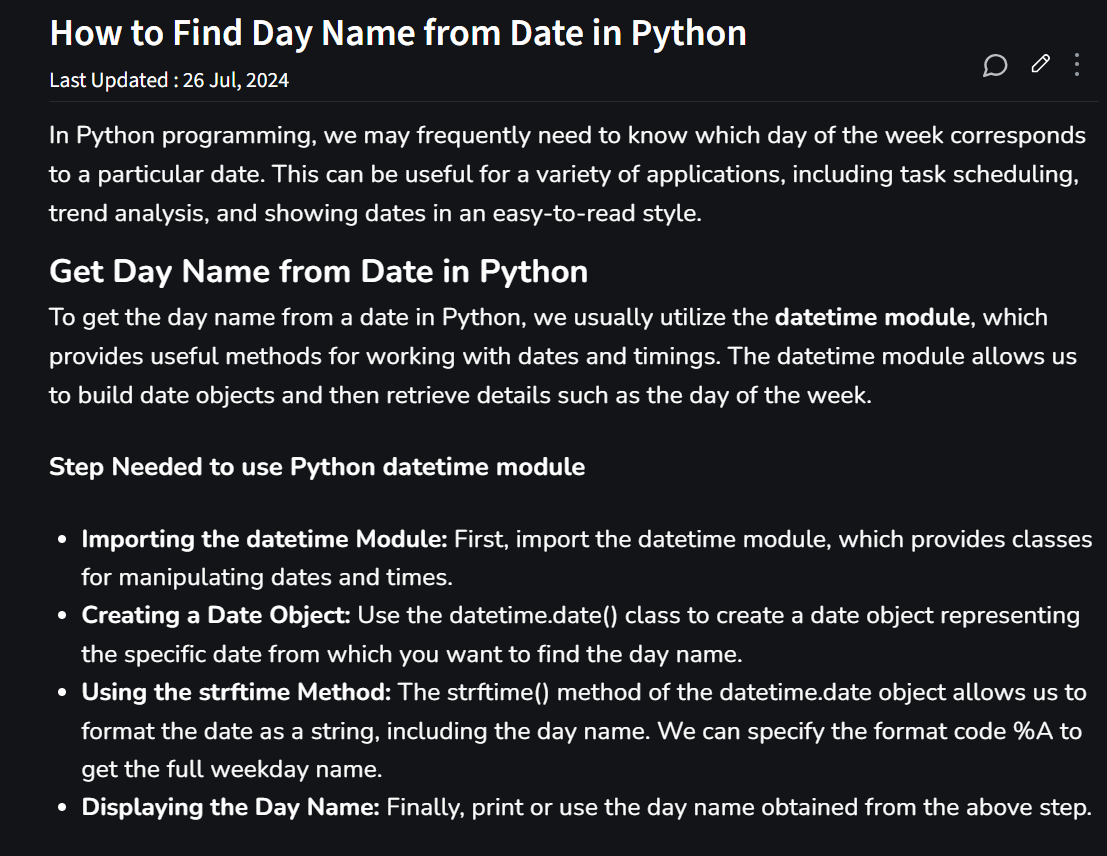 How to Find Day Name from Date in Python
Last Updated : 26 Jul, 2024
In Python programming, we may frequently need to know which day of the week corresponds
to a particular date. This can be useful for a variety of applications, including task scheduling,
trend analysis, and showing dates in an easy-to-read style.
Get Day Name from Date in Python
To get the day name from a date in Python, we usually utilize the datetime module, which
provides useful methods for working with dates and timings. The datetime module allows us
to build date objects and then retrieve details such as the day of the week.
Step Needed to use Python datetime module
• Importing the datetime Module: First, import the datetime module, which provides classes
for manipulating dates and times.
• Creating a Date Object: Use the datetime.date() class to create a date object representing
the specific date from which you want to find the day name.
• Using the strftime Method: The strftime() method of the datetime.date object allows us to
format the date as a string, including the day name. We can specify the format code %A to
get the full weekday name.
• Displaying the Day Name: Finally, print or use the day name obtained from the above step.